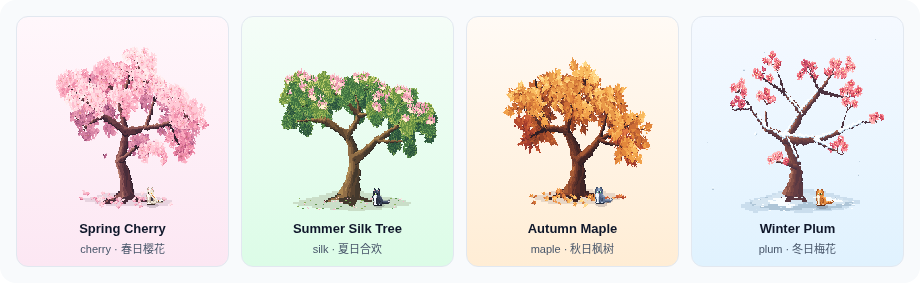 Spring Cherry
cherry · 春日樱花
Summer Silk Tree
silk · 夏日合欢
Autumn Maple
maple · 秋日枫树
Winter Plum
plum · 冬日梅花